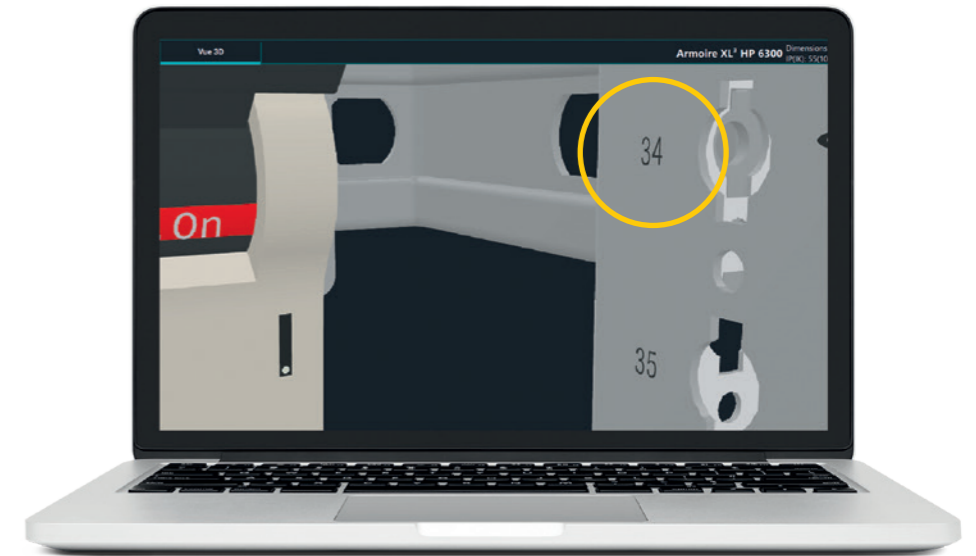 Vue 3D
Armoire XL³ HP 6300
Dimensions
IP(IK): 55(10
34
On
35